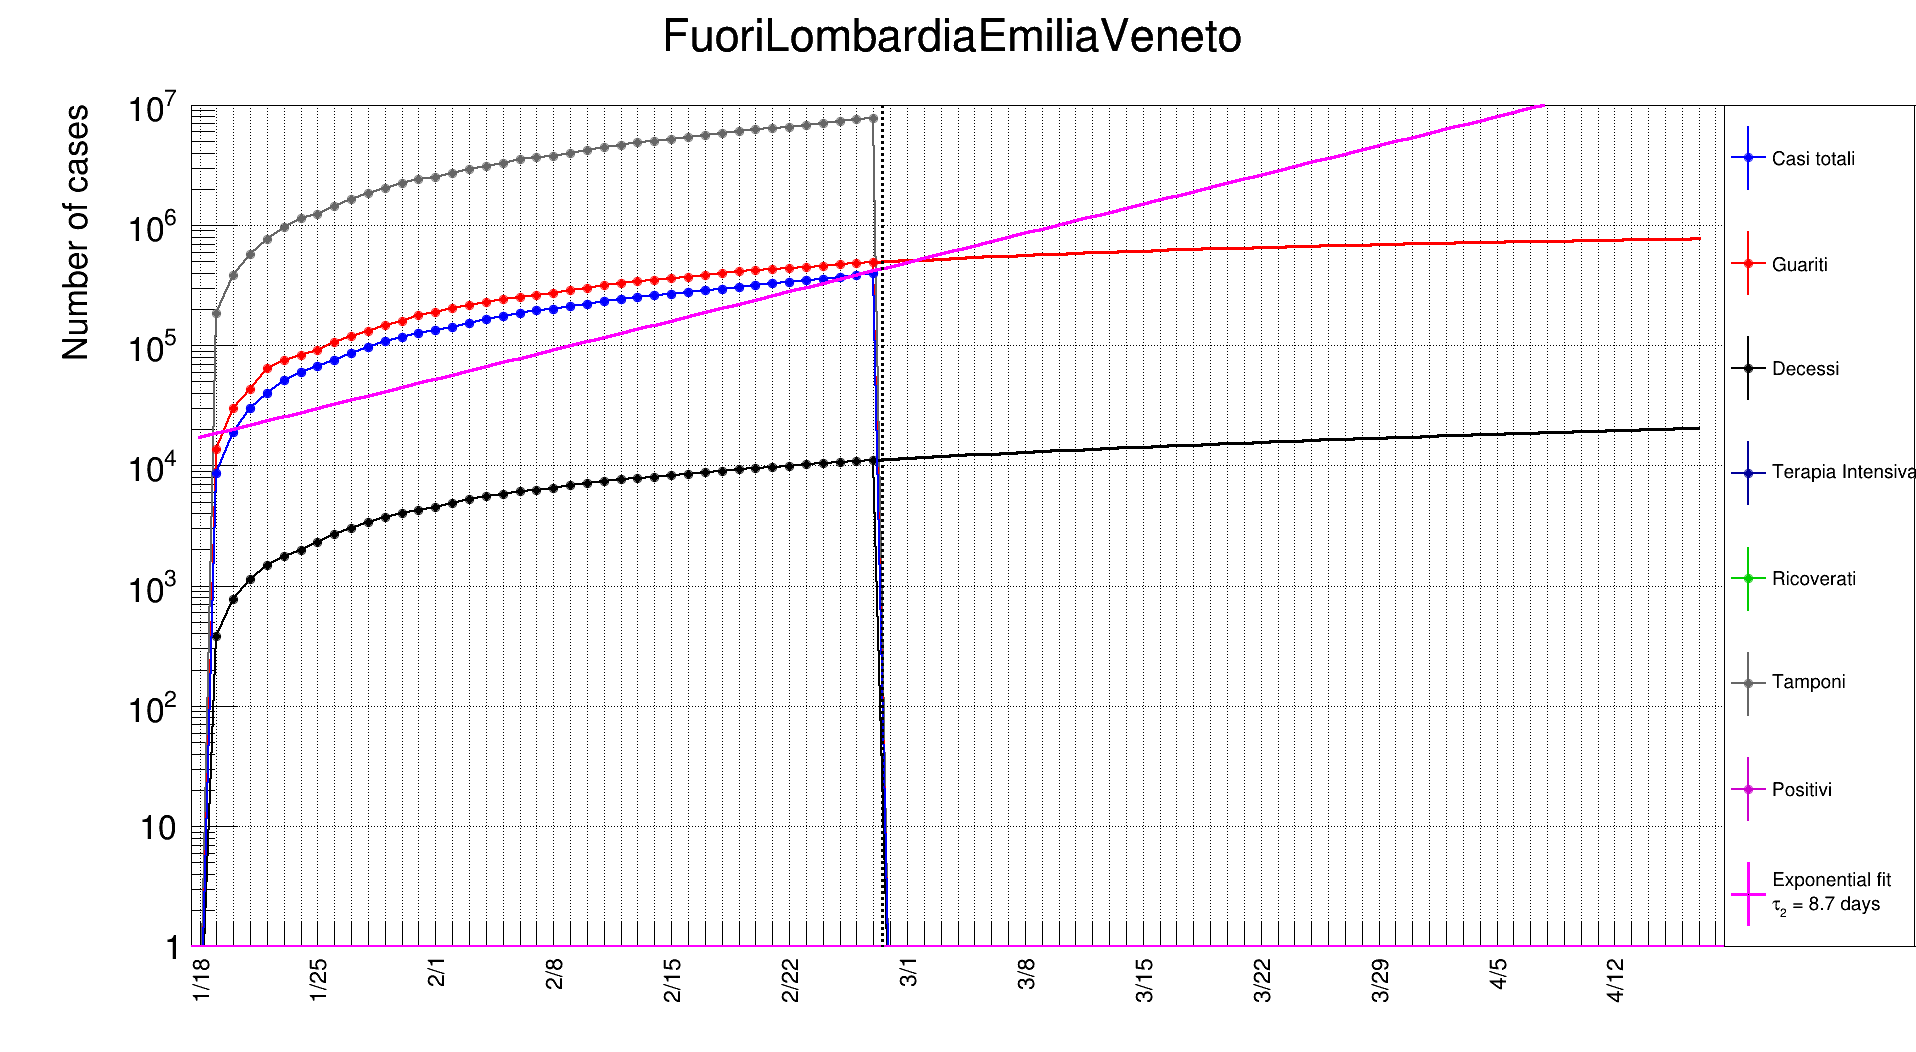 FuoriLombardiaEmiliaVeneto
Number of cases
10^7
10^6
10^5
10^4
10^3
10^2
10
1
1/18
1/25
2/1
2/8
2/15
2/22
3/1
3/8
3/15
3/22
3/29
4/5
4/12
Casi totali
Guariti
Decessi
Terapia Intensiva
Ricoverati
Tamponi
Positivi
Exponential fit
τ_2 = 8.7 days